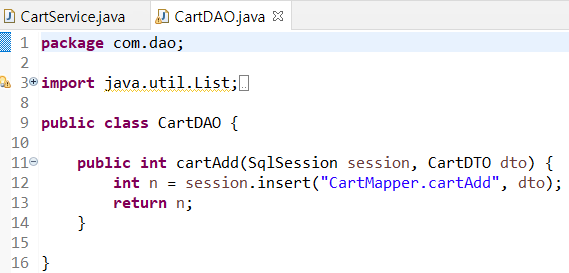 CartService.java CartDAO.java
1 package com.dao;
2
3 import java.util.List;
8
9 public class CartDAO {
10
11 public int cartAdd(SqlSession session, CartDTO dto) {
12 int n = session.insert("CartMapper.cartAdd", dto);
13 return n;
14 }
15
16 }